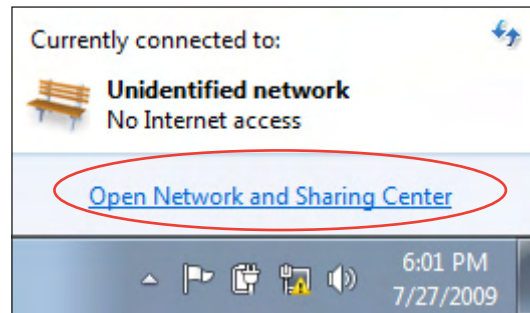 Currently connected to:
Unidentified network
No Internet access
Open Network and Sharing Center
6:01 PM
7/27/2009